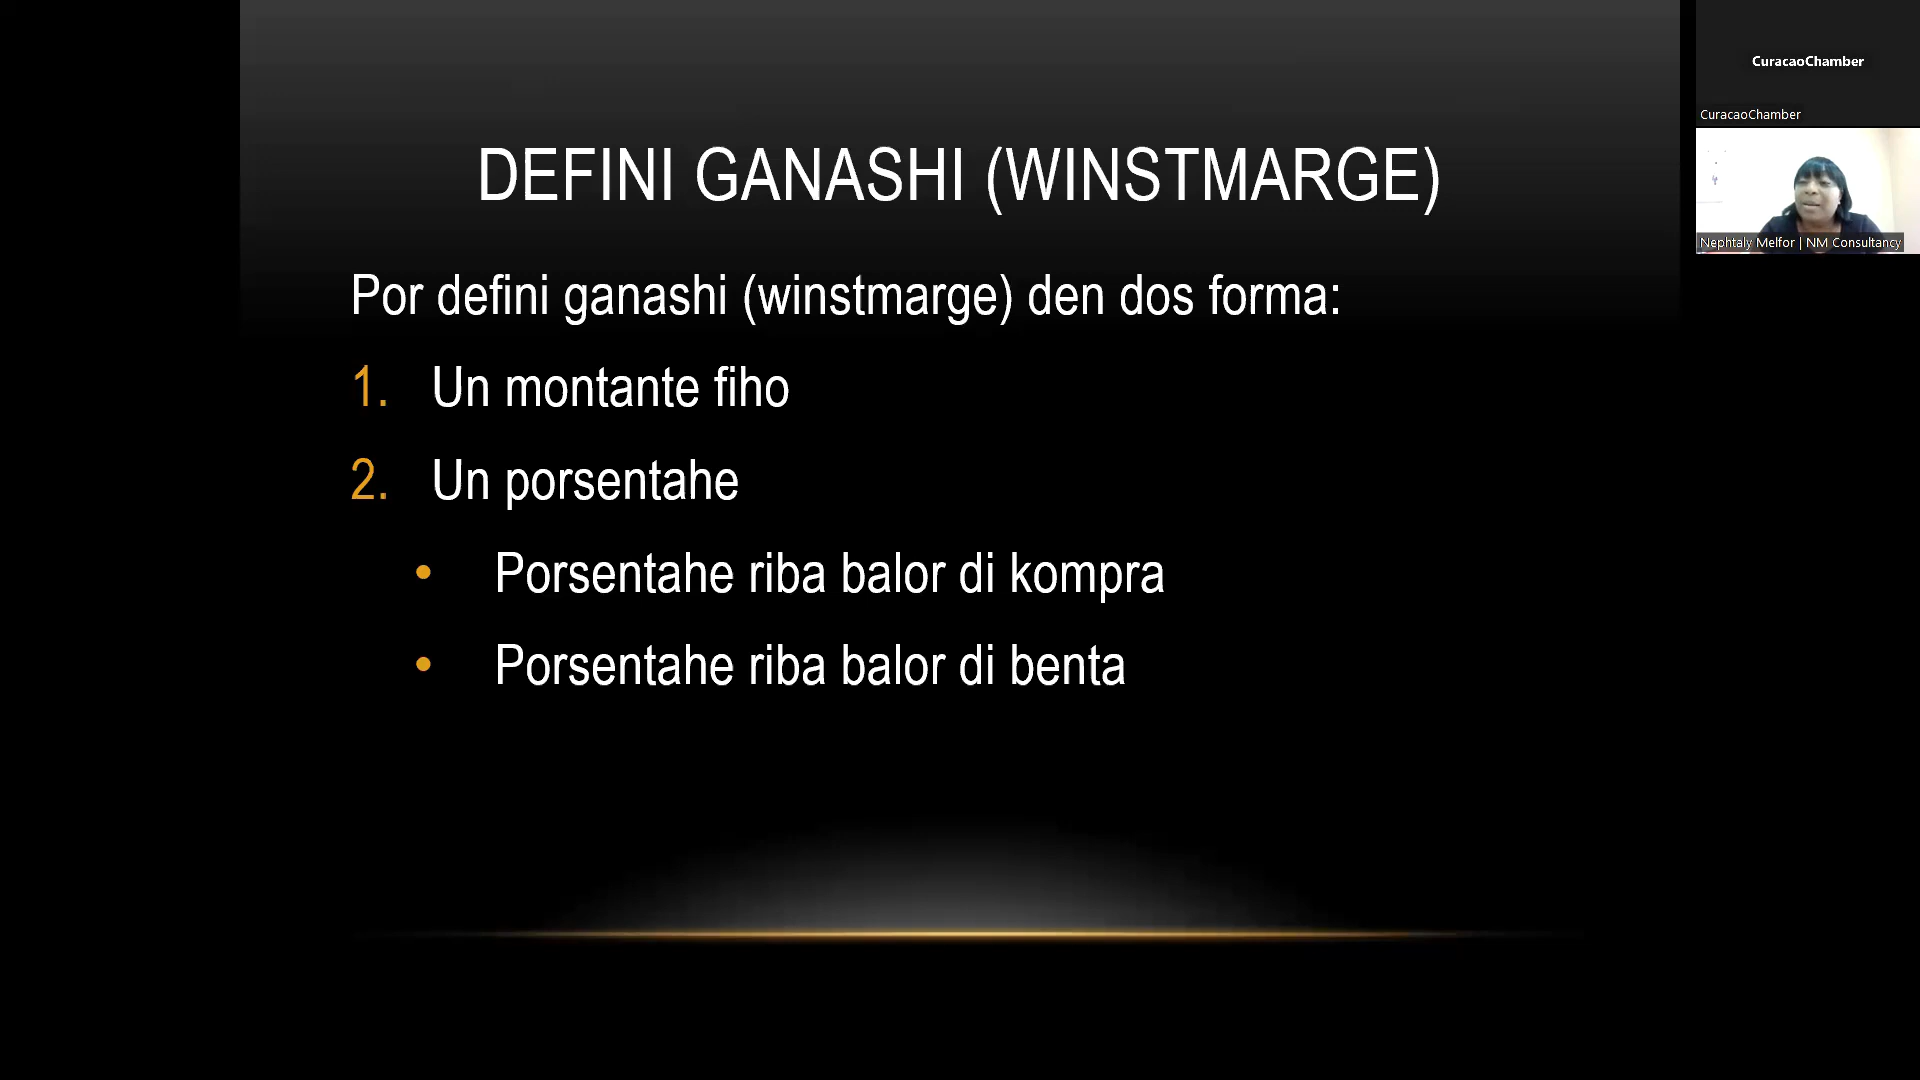 DEFINI GANASHI (WINSTMARGE)
Por defini ganashi (winstmarge) den dos forma:
1. Un montante fiho
2. Un porsentahe
• Porsentahe riba balor di kompra
• Porsentahe riba balor di benta
CuracaoChamber
CuracaoChamber
Nephtaly Melfor | NM Consultancy